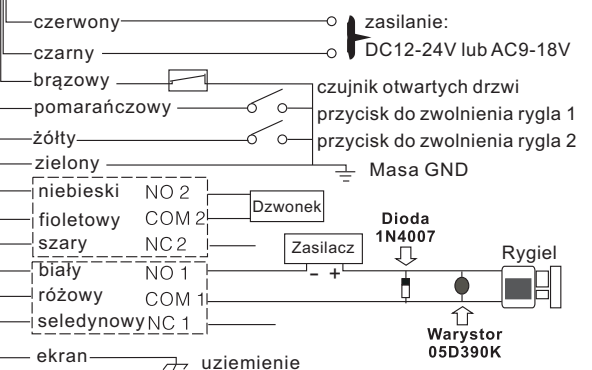 czerwony
zasilanie:
czarny
DC12-24V lub AC9-18V
brązowy
czujnik otwartych drzwi
pomarańczowy
przycisk do zwolnienia rygla 1
żółty
przycisk do zwolnienia rygla 2
zielony
Masa GND
niebieski NO 2
Dzwonek
fioletowy COM 2
szary NC 2
Dioda
1N4007
Zasilacz
Rygiel
biały NO 1
- +
różowy COM 1
seledynowy NC 1
Warystor
05D390K
ekran
uziemienie